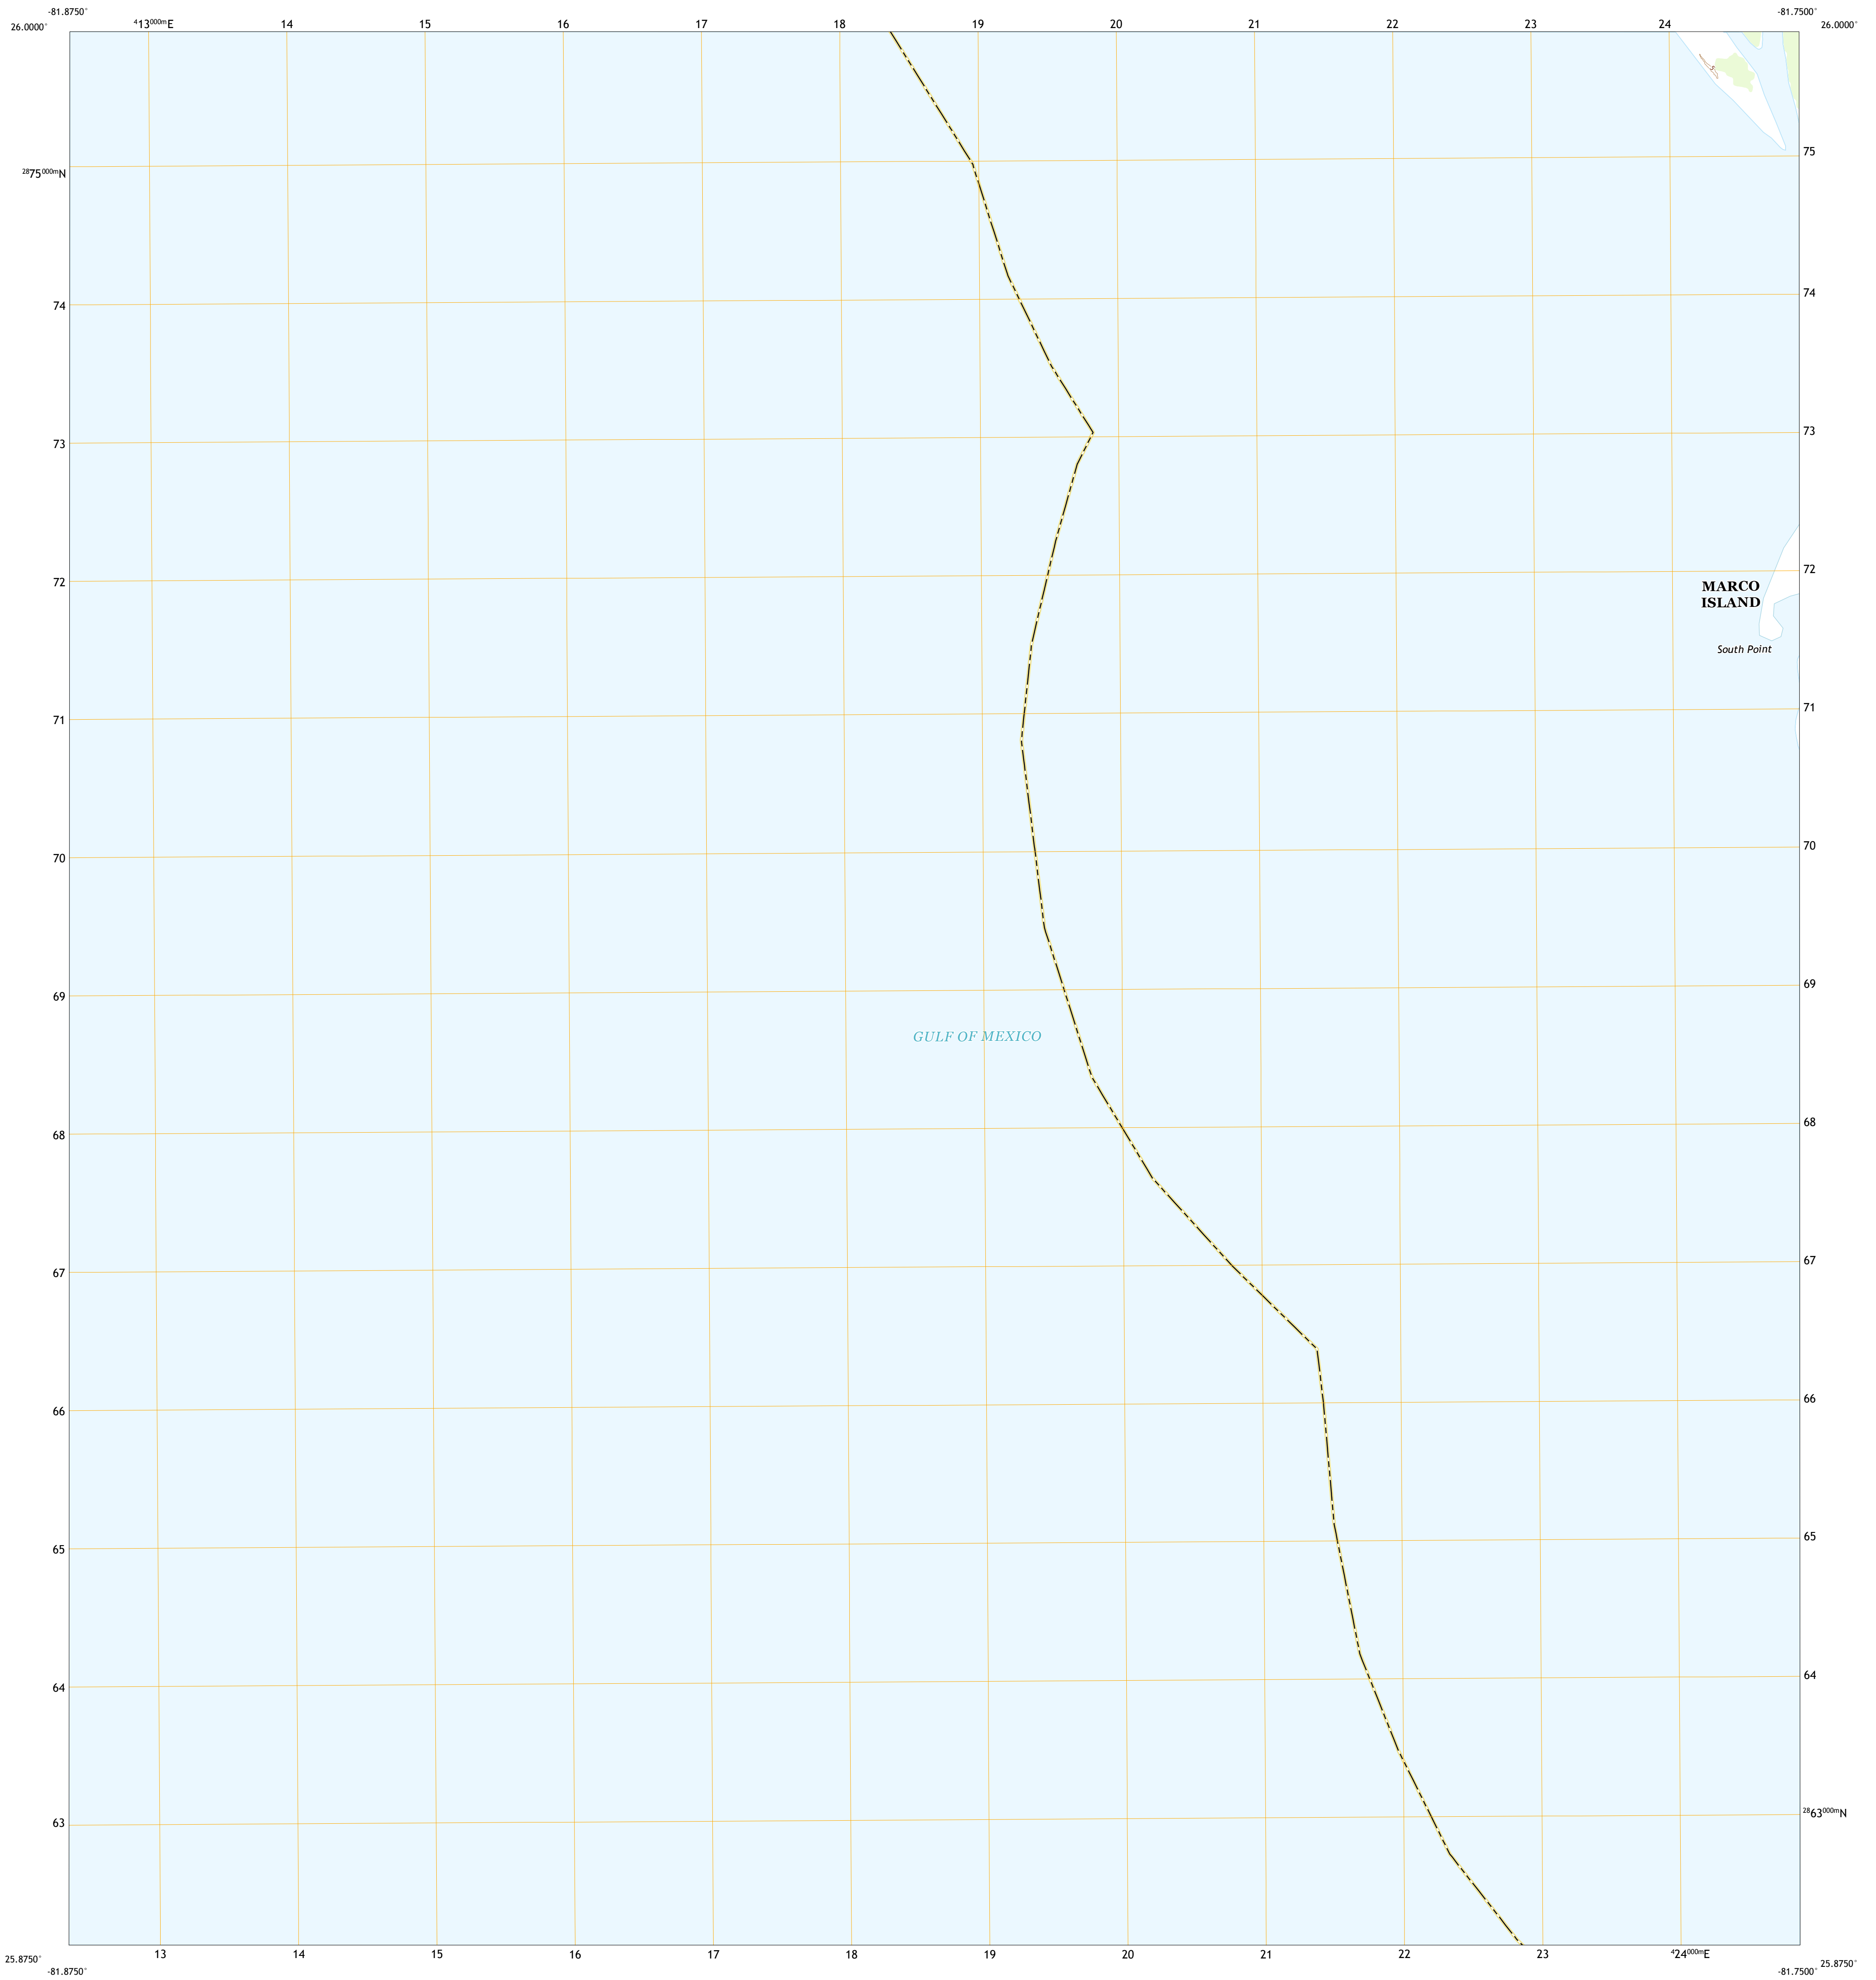 -81.8750°
-81.7500°
26.0000°
⁴13⁰⁰⁰ᵐE 14 15 16 17 18 19 20 21 22 23 24
26.0000°
75
²⁸75⁰⁰⁰ᵐN
74 74
73 73
72 72
MARCO
ISLAND
South Point
71 71
70 70
69 69
GULF OF MEXICO
68 68
67 67
66 66
65 65
64 64
63 ²⁸63⁰⁰⁰ᵐN
13 14 15 16 17 18 19 20 21 22 23 ⁴24⁰⁰⁰ᵐE
25.8750° 25.8750°
-81.8750° -81.7500°